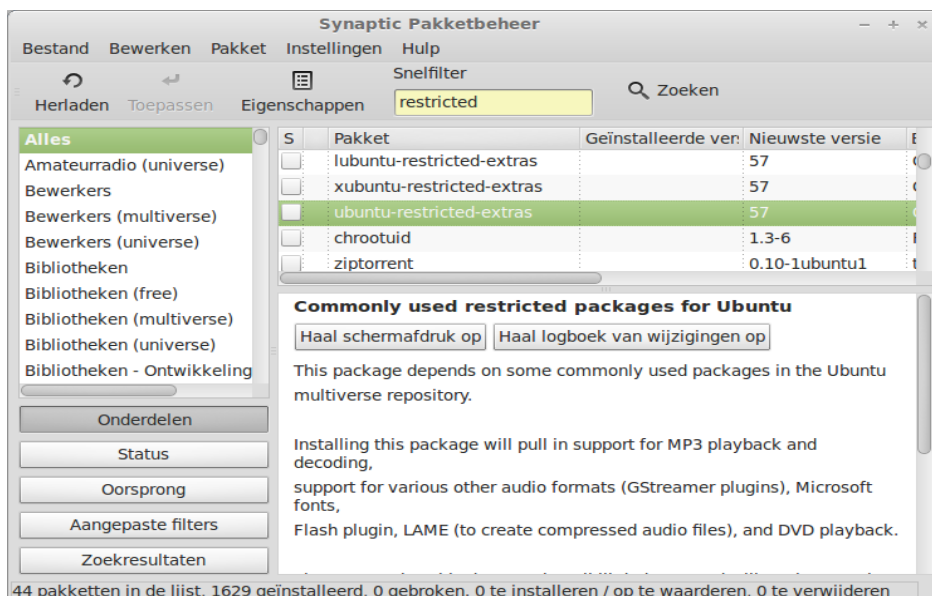 Synaptic Pakketbeheer
Bestand Bewerken Pakket Instellingen Hulp
Herladen Toepassen Eigenschappen
Snelfilter
restricted
Zoeken
Alles
Amateurradio (universe)
Bewerkers
Bewerkers (multiverse)
Bewerkers (universe)
Bibliotheken
Bibliotheken (free)
Bibliotheken (multiverse)
Bibliotheken (universe)
Bibliotheken - Ontwikkeling
Onderdelen
Status
Oorsprong
Aangepaste filters
Zoekresultaten
S Pakket Geïnstalleerde ver Nieuwste versie
lubuntu-restricted-extras 57
xubuntu-restricted-extras 57
ubuntu-restricted-extras 57
chrootuid 1.3-6
ziptorrent 0.10-1ubuntu1
Commonly used restricted packages for Ubuntu
Haal schermafdruk op Haal logboek van wijzigingen op
This package depends on some commonly used packages in the Ubuntu
multiverse repository.
Installing this package will pull in support for MP3 playback and
decoding,
support for various other audio formats (GStreamer plugins), Microsoft
fonts,
Flash plugin, LAME (to create compressed audio files), and DVD playback.
44 pakketten in de lijst, 1629 geïnstalleerd, 0 gebroken, 0 te installeren / op te waarderen, 0 te verwijderen